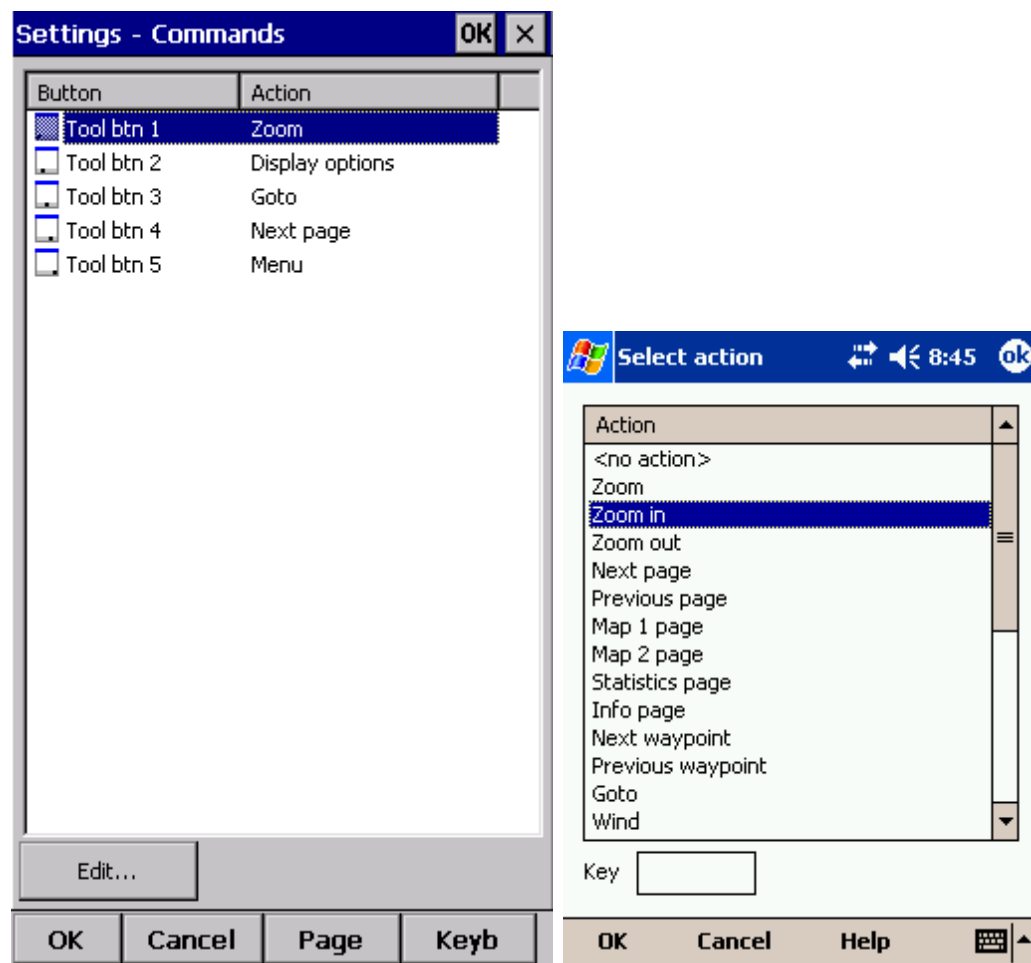 Settings - Commands OK
Button Action
Tool btn 1 Zoom
Tool btn 2 Display options
Tool btn 3 Goto
Tool btn 4 Next page
Tool btn 5 Menu
Edit...
OK Cancel Page Keyb
Select action 8:45 ok
Action
<no action>
Zoom
Zoom in
Zoom out
Next page
Previous page
Map 1 page
Map 2 page
Statistics page
Info page
Next waypoint
Previous waypoint
Goto
Wind
Key
OK Cancel Help